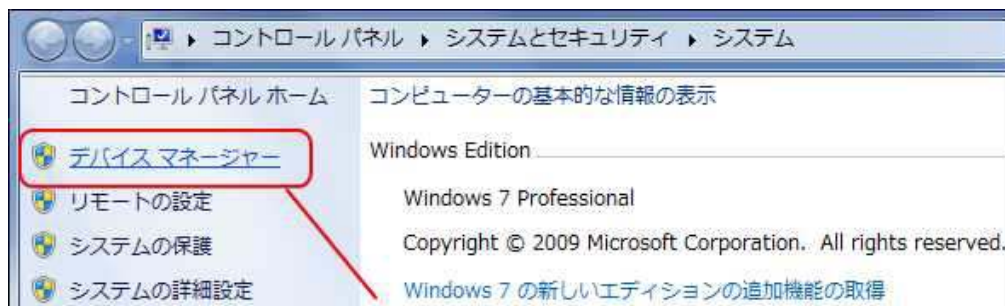 コントロール パネル ▸ システムとセキュリティ ▸ システム
コントロール パネル ホーム
デバイス マネージャー
リモートの設定
システムの保護
システムの詳細設定
コンピューターの基本的な情報の表示
Windows Edition
Windows 7 Professional
Copyright © 2009 Microsoft Corporation. All rights reserved.
Windows 7 の新しいエディションの追加機能の取得